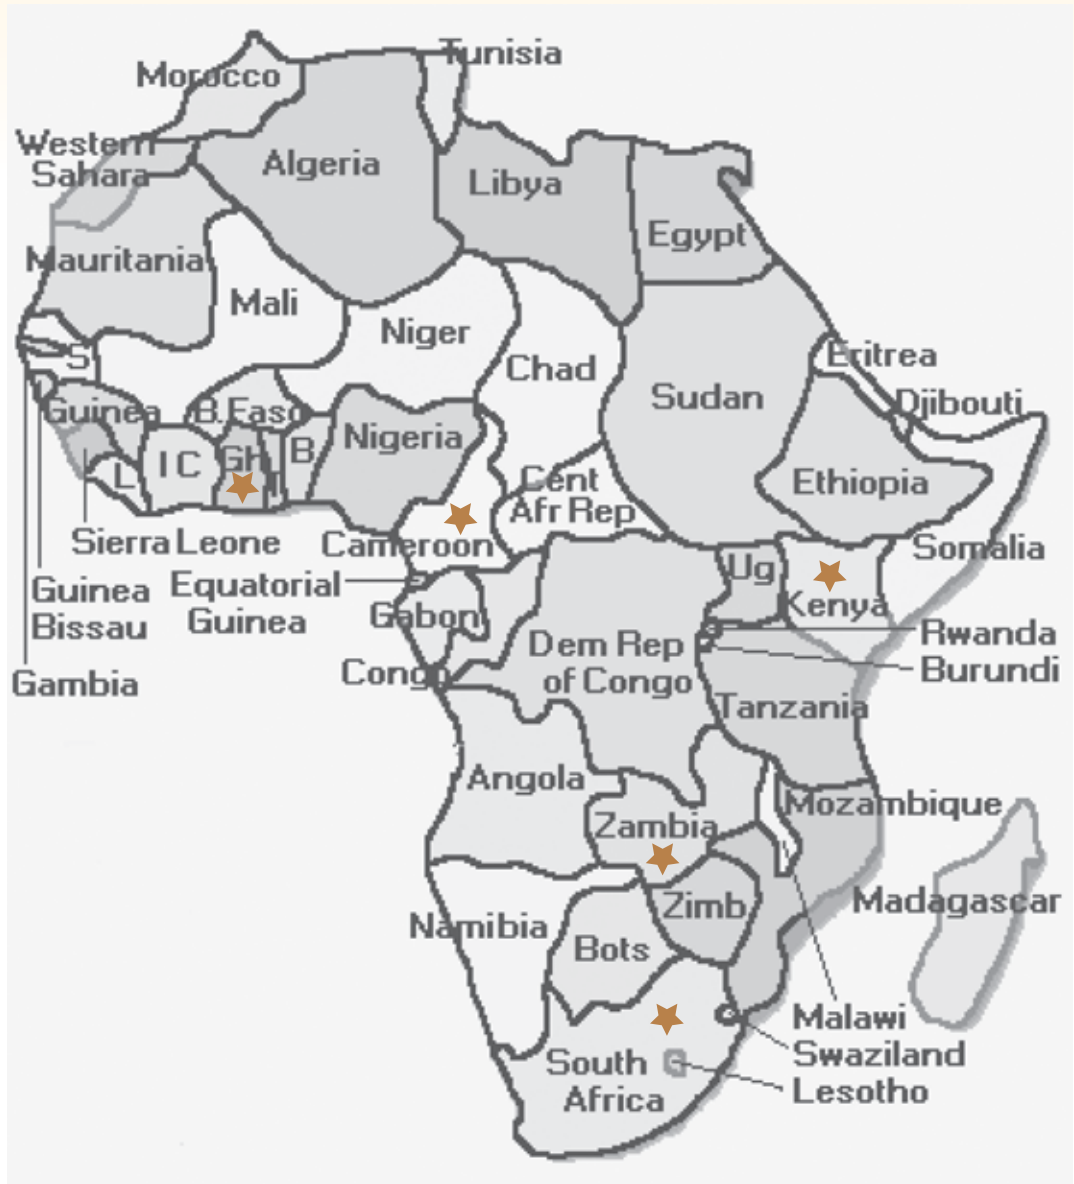 Tunisia
Morocco
Western
Sahara
Algeria
Libya
Egypt
Mauritania
Mali
Niger
Chad
Sudan
Eritrea
Djibouti
S
Guinea
B.Faso
Nigeria
B
I C
Gh
T
L
Cent
Afr Rep
Ethiopia
Somalia
Sierra Leone
Cameroon
Guinea
Bissau
Equatorial
Guinea
Gambia
Gabon
Ug
Kenya
Rwanda
Burundi
Congo
Dem Rep
of Congo
Tanzania
Angola
Zambia
Mozambique
Madagascar
Namibia
Zimb
Bots
Malawi
Swaziland
Lesotho
South
Africa